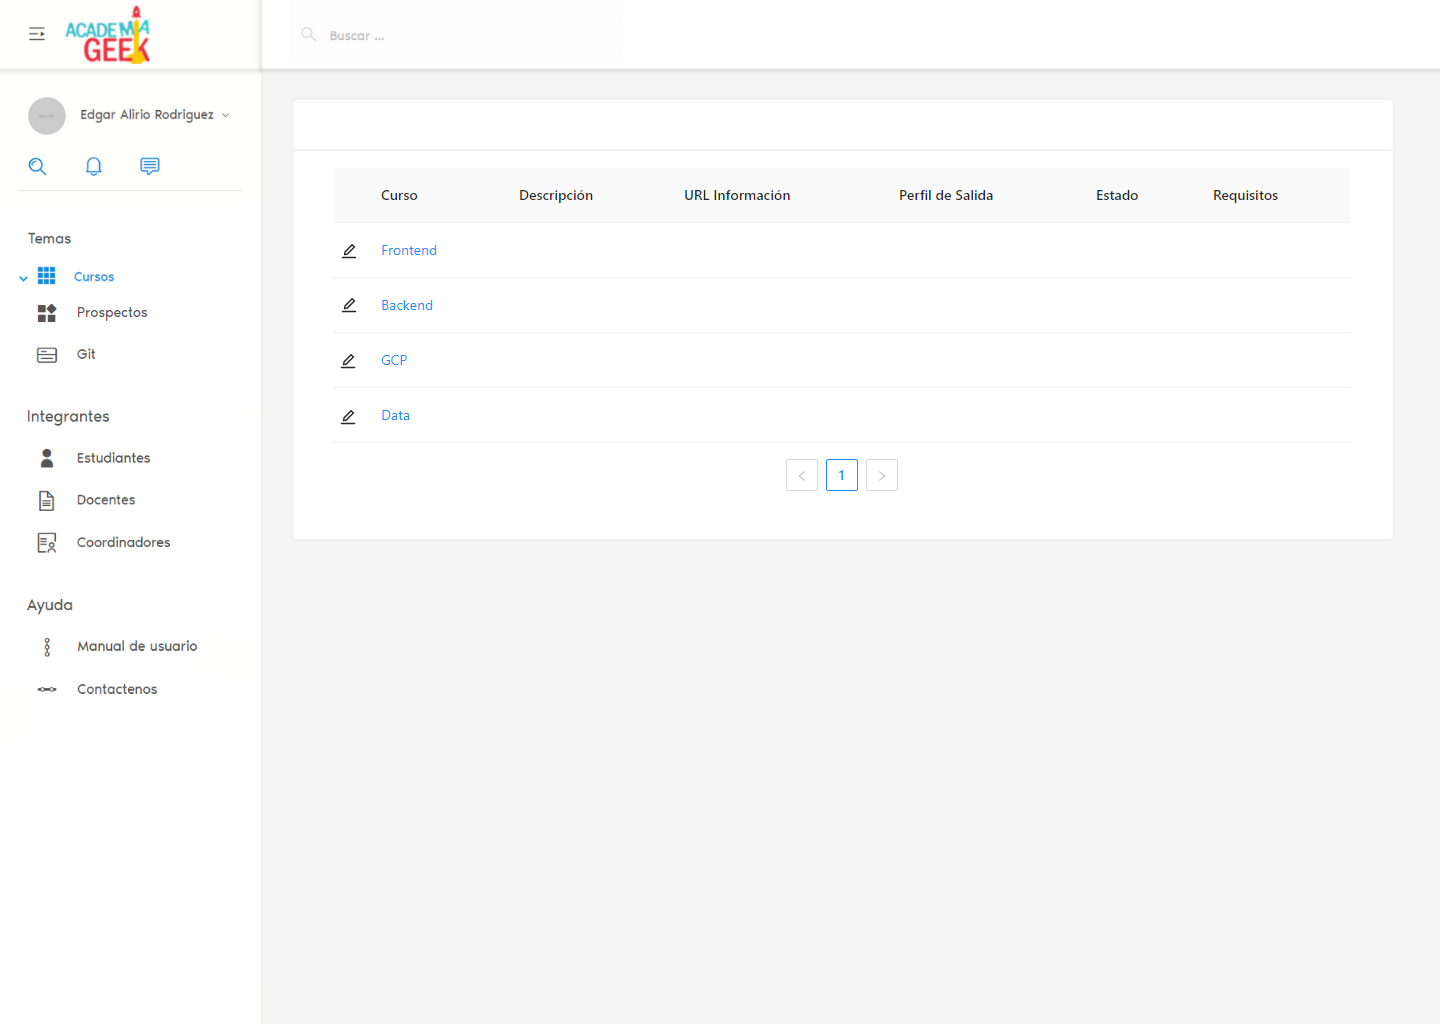 ACADEMIA
GEEK
Buscar ...
Edgar Alirio Rodriguez
Temas
Cursos
Prospectos
Git
Integrantes
Estudiantes
Docentes
Coordinadores
Ayuda
Manual de usuario
Contactenos
Curso Descripción URL Información Perfil de Salida Estado Requisitos
Frontend
Backend
GCP
Data
< 1 >